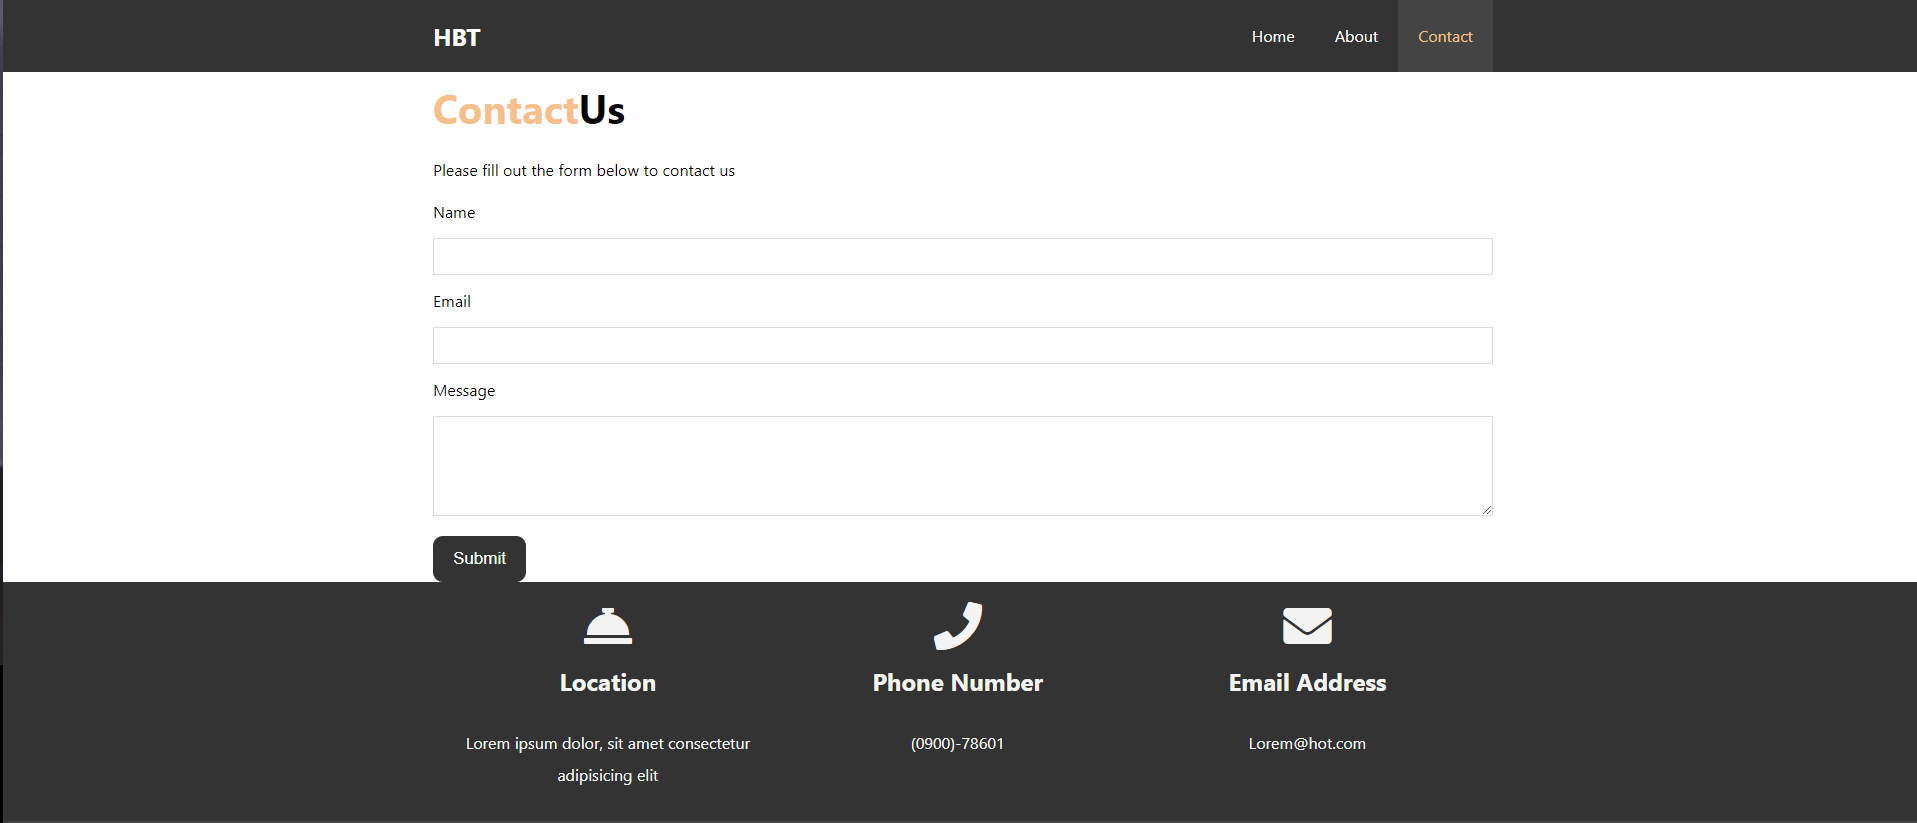 HBT
Home
About
Contact
ContactUs
Please fill out the form below to contact us
Name
Email
Message
Submit
Location
Lorem ipsum dolor, sit amet consectetur
adipisicing elit
Phone Number
(0900)-78601
Email Address
Lorem@hot.com